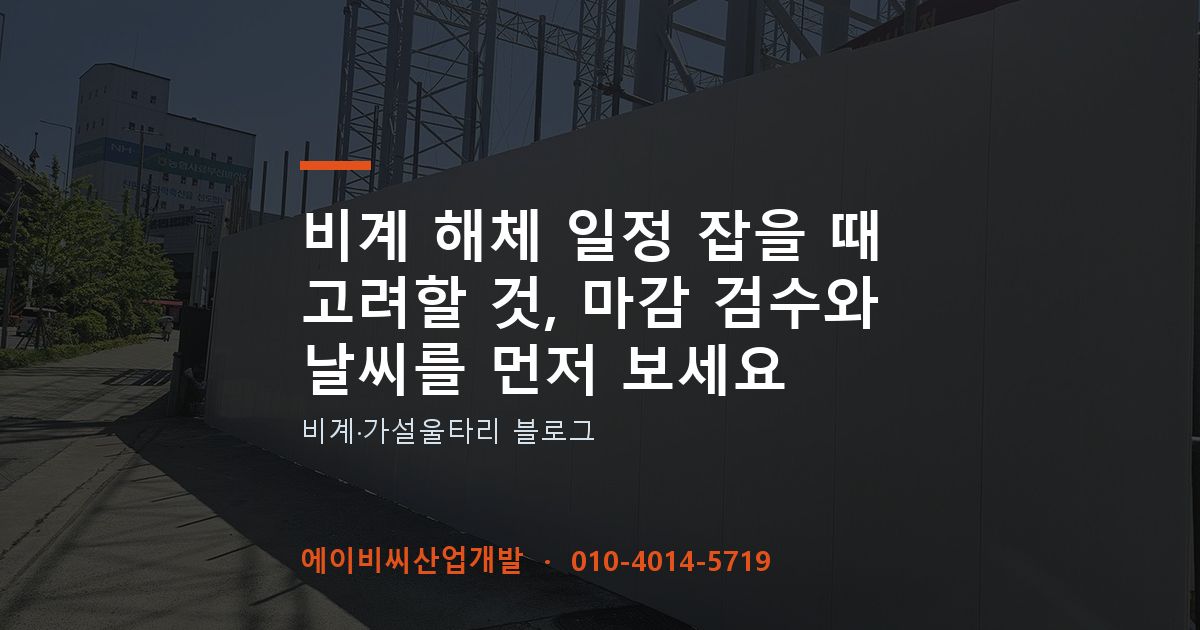 NH
비계 해체 일정 잡을 때
고려할 것, 마감 검수와
날씨를 먼저 보세요
비계·가설울타리 블로그
에이비씨산업개발 · 010-4014-5719